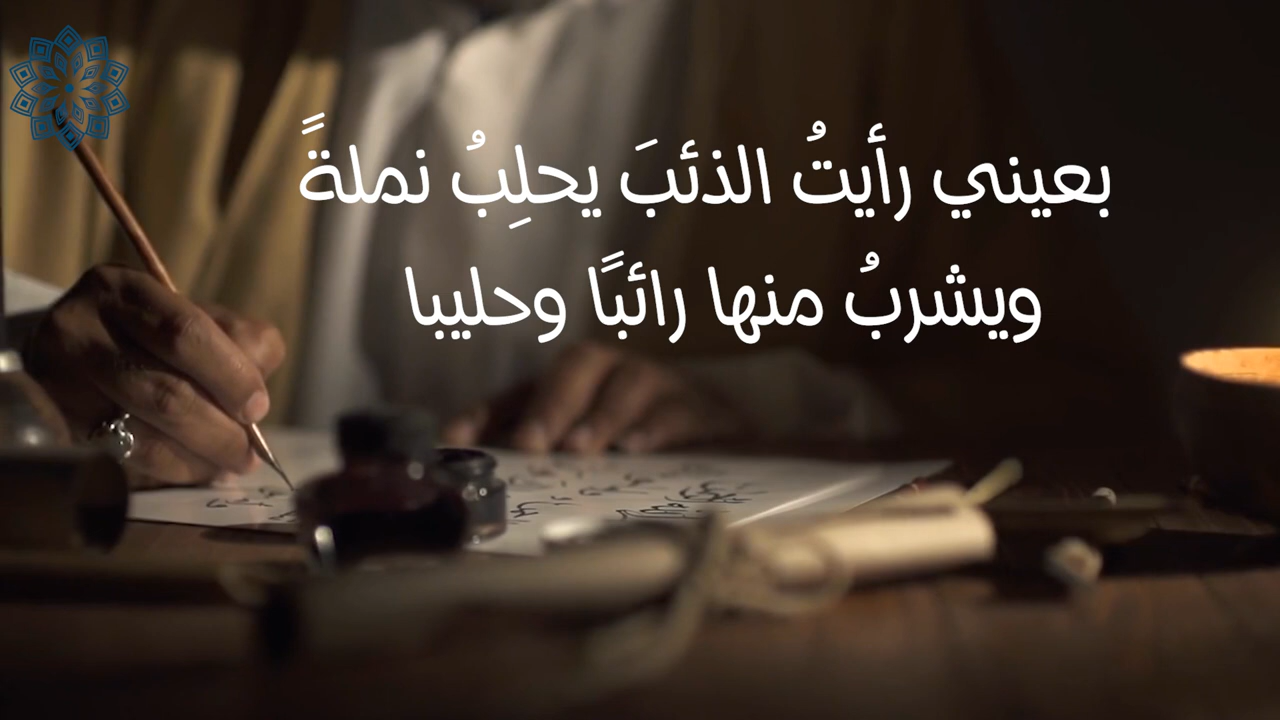 بعيني رأيتُ الذئبَ يحلِبُ نملةً
ويشربُ منها رائبًا وحليبا